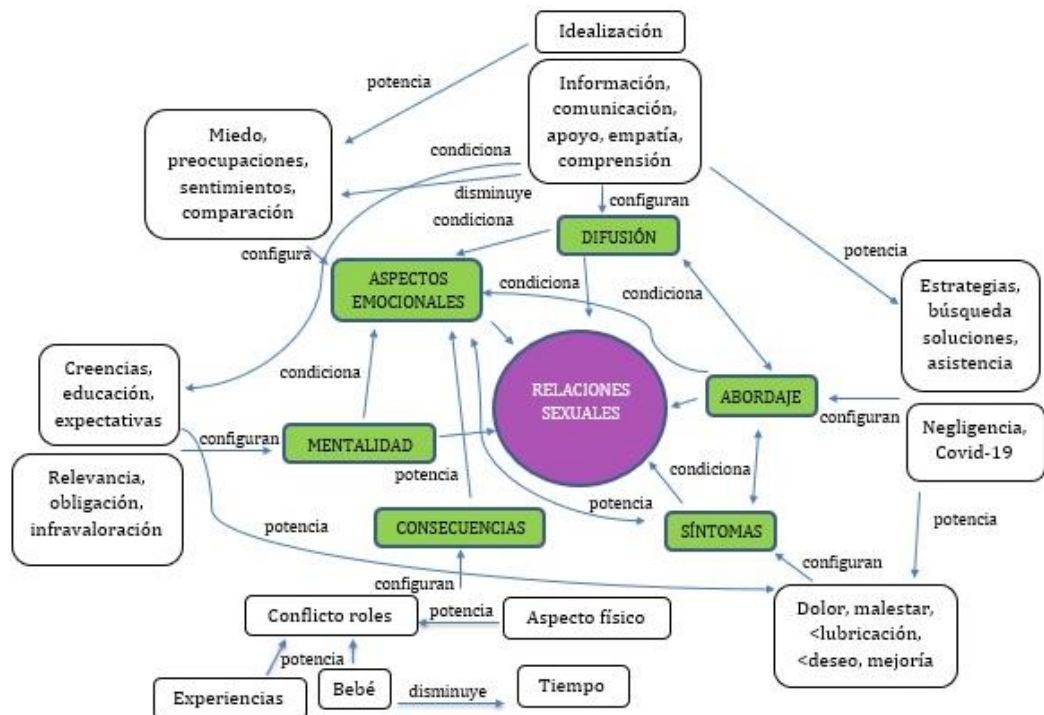 Idealización
potencia
Información,
comunicación,
apoyo, empatía,
comprensión
Miedo,
preocupaciones,
sentimientos,
comparación
condiciona
disminuye
configuran
condiciona
DIFUSIÓN
potencia
configura
ASPECTOS
EMOCIONALES
condiciona
condiciona
Estrategias,
búsqueda
soluciones,
asistencia
Creencias,
educación,
expectativas
condiciona
RELACIONES
SEXUALES
ABORDAJE
configuran
Negligencia,
Covid-19
configuran
MENTALIDAD
potencia
condiciona
Relevancia,
obligación,
infravaloración
potencia
CONSECUENCIAS
potencia
SÍNTOMAS
potencia
configuran
configuran
Conflicto roles
potencia
Aspecto físico
Dolor, malestar,
<lubricación,
<deseo, mejoría
potencia
Experiencias
Bebé
disminuye
Tiempo